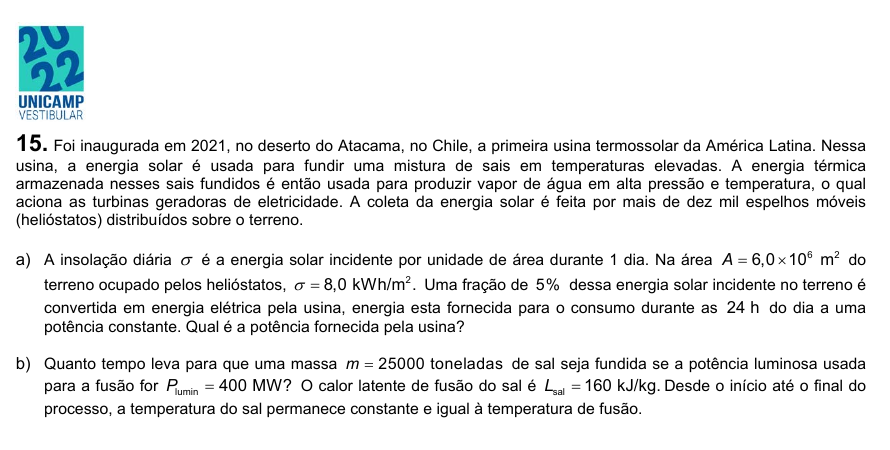 20
22
UNICAMP
VESTIBULAR
15. Foi inaugurada em 2021, no deserto do Atacama, no Chile, a primeira usina termossolar da América Latina. Nessa
usina, a energia solar é usada para fundir uma mistura de sais em temperaturas elevadas. A energia térmica
armazenada nesses sais fundidos é então usada para produzir vapor de água em alta pressão e temperatura, o qual
aciona as turbinas geradoras de eletricidade. A coleta da energia solar é feita por mais de dez mil espelhos móveis
(helióstatos) distribuídos sobre o terreno.
a) A insolação diária σ é a energia solar incidente por unidade de área durante 1 dia. Na área A = 6,0 × 10⁶ m² do
terreno ocupado pelos helióstatos, σ = 8,0 kWh/m². Uma fração de 5% dessa energia solar incidente no terreno é
convertida em energia elétrica pela usina, energia esta fornecida para o consumo durante as 24 h do dia a uma
potência constante. Qual é a potência fornecida pela usina?
b) Quanto tempo leva para que uma massa m = 25000 toneladas de sal seja fundida se a potência luminosa usada
para a fusão for P_lumin = 400 MW? O calor latente de fusão do sal é L_sal = 160 kJ/kg. Desde o início até o final do
processo, a temperatura do sal permanece constante e igual à temperatura de fusão.